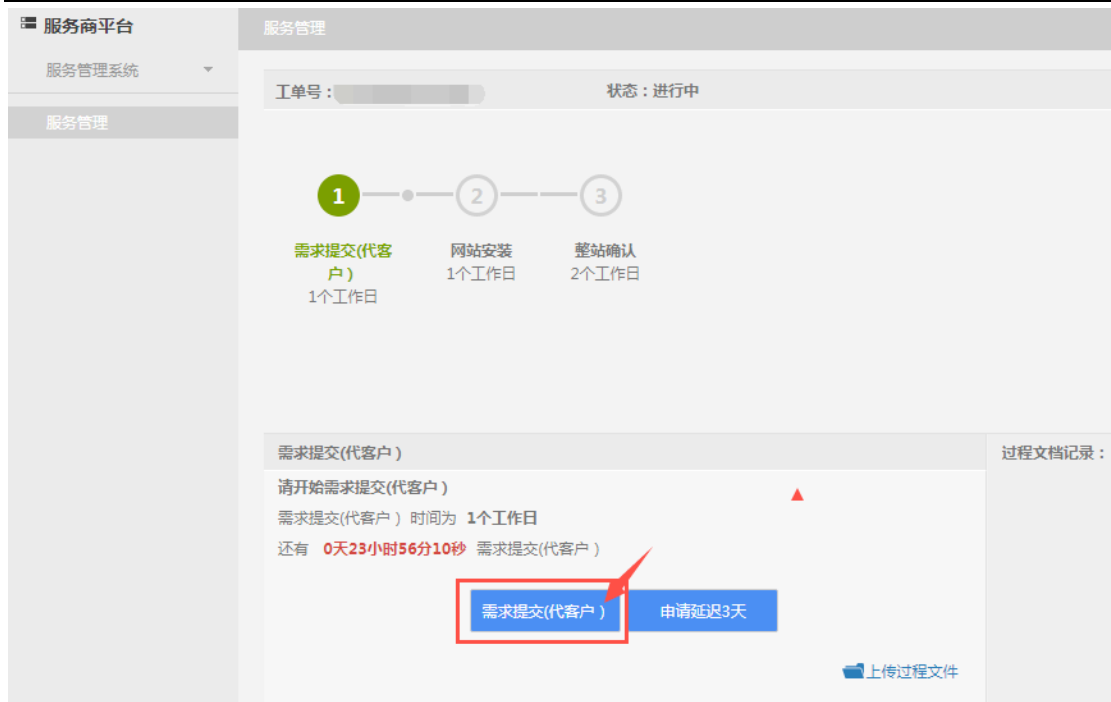 服务商平台
服务管理
服务管理系统
工单号：
状态：进行中
服务管理
1
2
3
需求提交(代客
户）
1个工作日
网站安装
1个工作日
整站确认
2个工作日
需求提交(代客户）
过程文档记录：
请开始需求提交(代客户）
需求提交(代客户） 时间为 1个工作日
还有 0天23小时56分10秒 需求提交(代客户）
需求提交(代客户）
申请延迟3天
上传过程文件